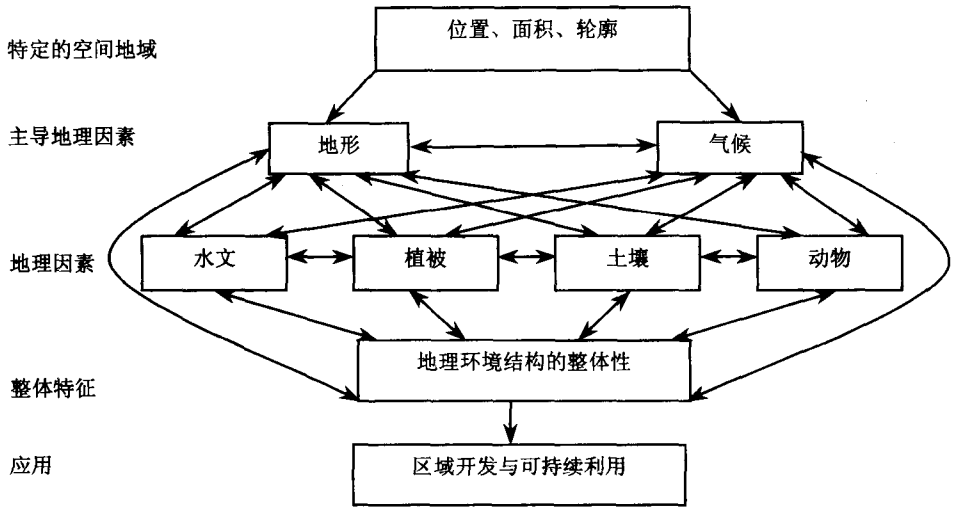 特定的空间地域
位置、面积、轮廓
主导地理因素
地形
气候
地理因素
水文
植被
土壤
动物
整体特征
地理环境结构的整体性
应用
区域开发与可持续利用